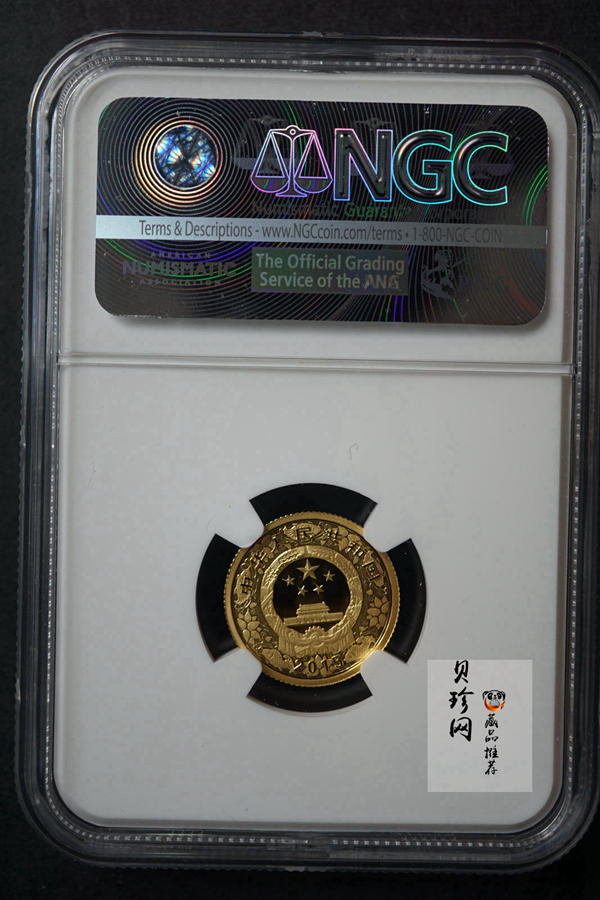 NGC
Terms & Descriptions - www.NGCcoin.com/terms • 1-800-NGC-COIN
AMERICAN
NUMISMATIC
ASSOCIATION
The Official Grading
Service of the ANA
中华人民共和国
2019
贝珍网
藏品推荐